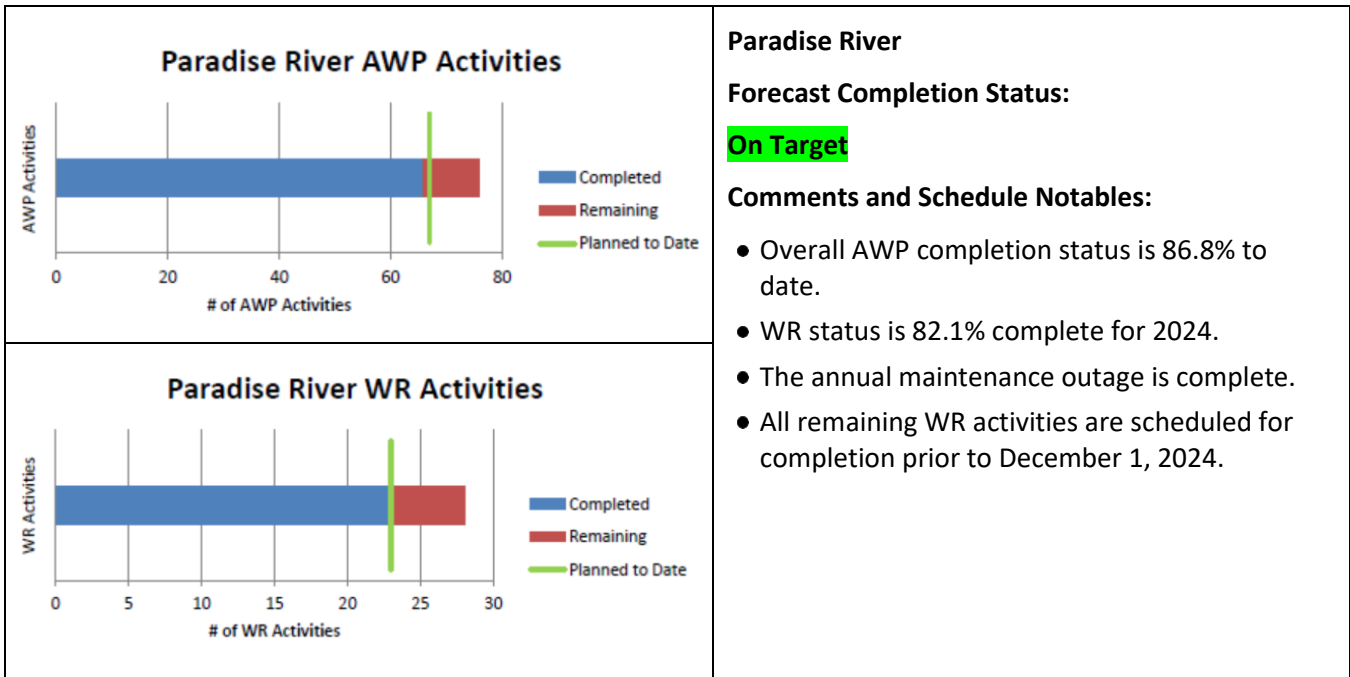 Paradise River AWP Activities
AWP Activities
Completed
Remaining
Planned to Date
0 20 40 60 80
# of AWP Activities
Paradise River WR Activities
WR Activities
Completed
Remaining
Planned to Date
0 5 10 15 20 25 30
# of WR Activities
Paradise River
Forecast Completion Status:
On Target
Comments and Schedule Notables:
• Overall AWP completion status is 86.8% to
date.
• WR status is 82.1% complete for 2024.
• The annual maintenance outage is complete.
• All remaining WR activities are scheduled for
completion prior to December 1, 2024.